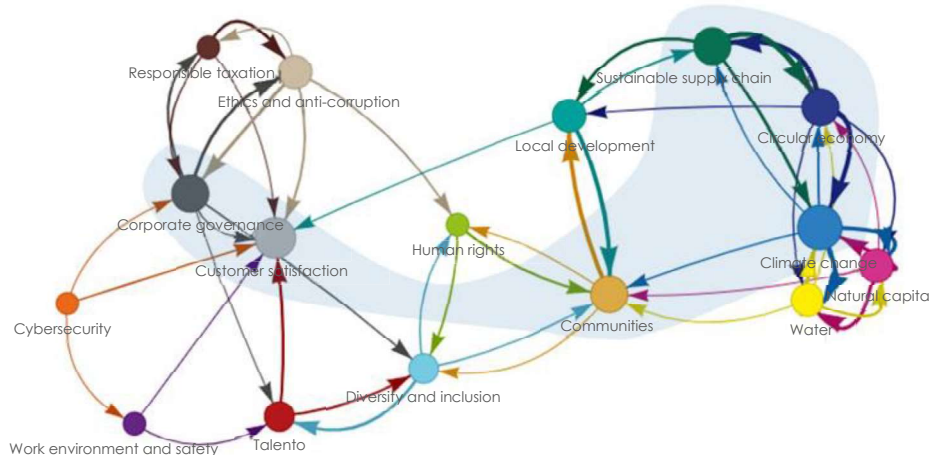 Responsible taxation
Sustainable supply chain
Ethics and anti-corruption
Circular economy
Local development
Corporate governance
Human rights
Customer satisfaction
Climate change
Natural capita
Cybersecurity
Communities
Water
Diversity and inclusion
Work environment and safety
Talento